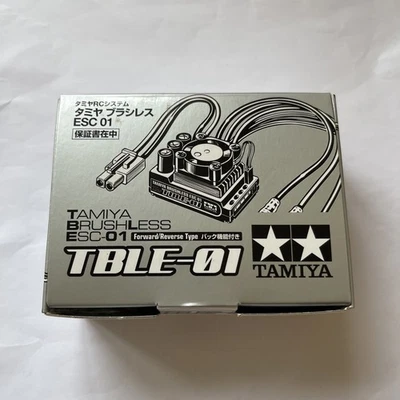 タミヤRCシステム
タミヤ ブラシレス
ESC 01
保証書在中
TAMIYA
BRUSHLESS
ESC-01 Forward/Reverse Type バック機能付き
TBLE-01
TAMIYA